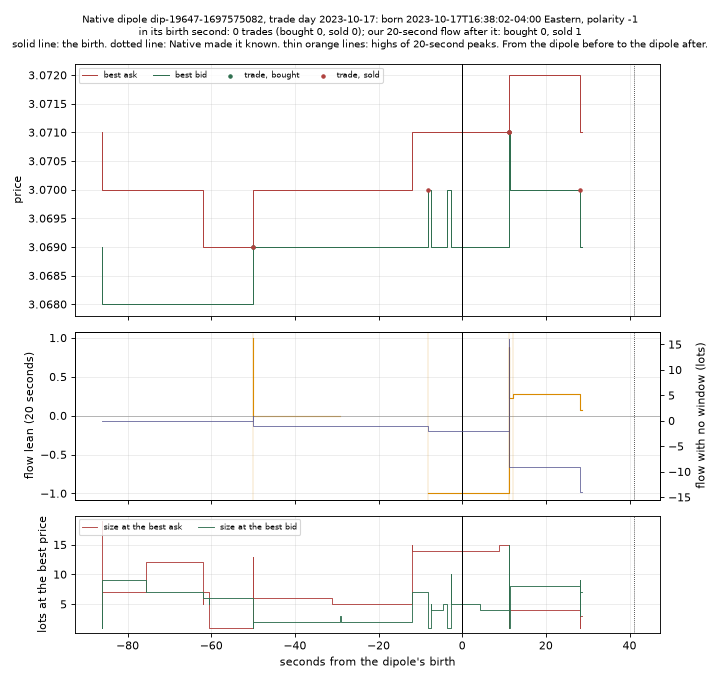 Native dipole dip-19647-1697575082, trade day 2023-10-17: born 2023-10-17T16:38:02-04:00 Eastern, polarity -1
in its birth second: 0 trades (bought 0, sold 0); our 20-second flow after it: bought 0, sold 1
solid line: the birth. dotted line: Native made it known. thin orange lines: highs of 20-second peaks. From the dipole before to the dipole after.
best ask best bid trade, bought trade, sold
3.0720
3.0715
3.0710
3.0705
3.0700
3.0695
3.0690
3.0685
3.0680
price
1.0
0.5
0.0
−0.5
−1.0
flow lean (20 seconds)
15
10
5
0
−5
−10
−15
flow with no window (lots)
size at the best ask size at the best bid
15
10
5
lots at the best price
−80 −60 −40 −20 0 20 40
seconds from the dipole's birth